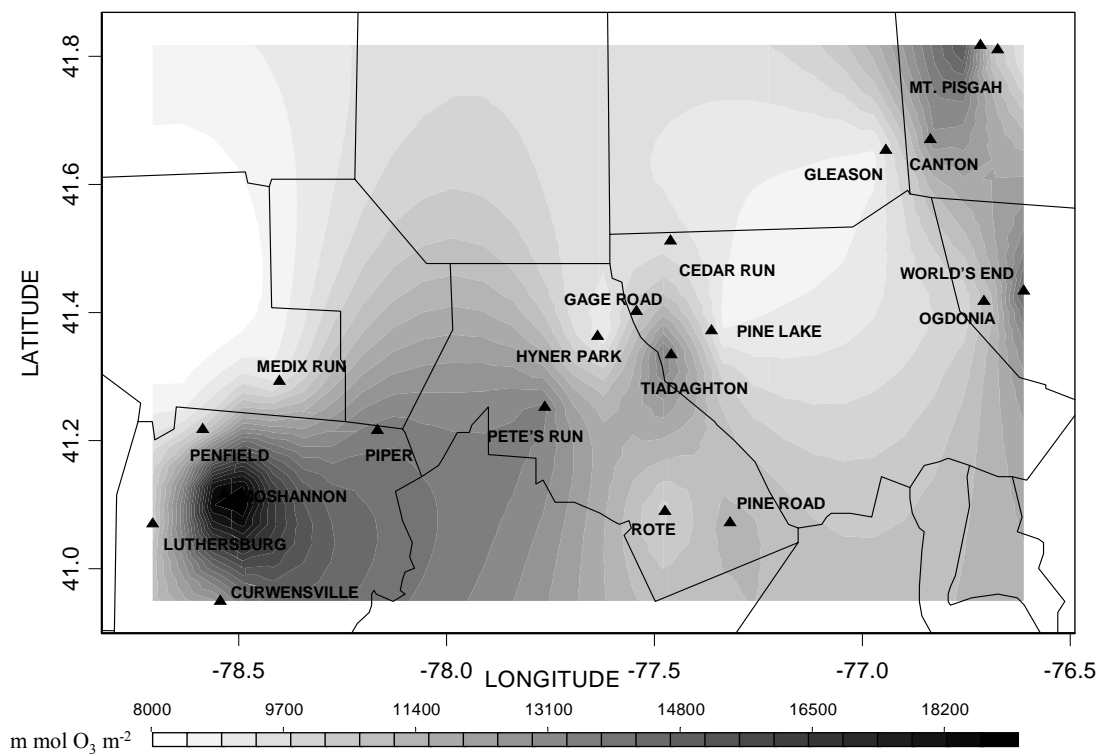 41.8
MT. PISGAH
CANTON
GLEASON
41.6
CEDAR RUN
WORLD'S END
GAGE ROAD
OGDONIA
41.4
PINE LAKE
HYNER PARK
LATITUDE
MEDIX RUN
TIADAGHTON
41.2
PETE'S RUN
PENFIELD
PIPER
MOSHANNON
PINE ROAD
ROTE
LUTHERSBURG
41.0
CURWENSVILLE
-78.5
-78.0
-77.5
-77.0
-76.5
LONGITUDE
8000 9700 11400 13100 14800 16500 18200
m mol O₃ m⁻²